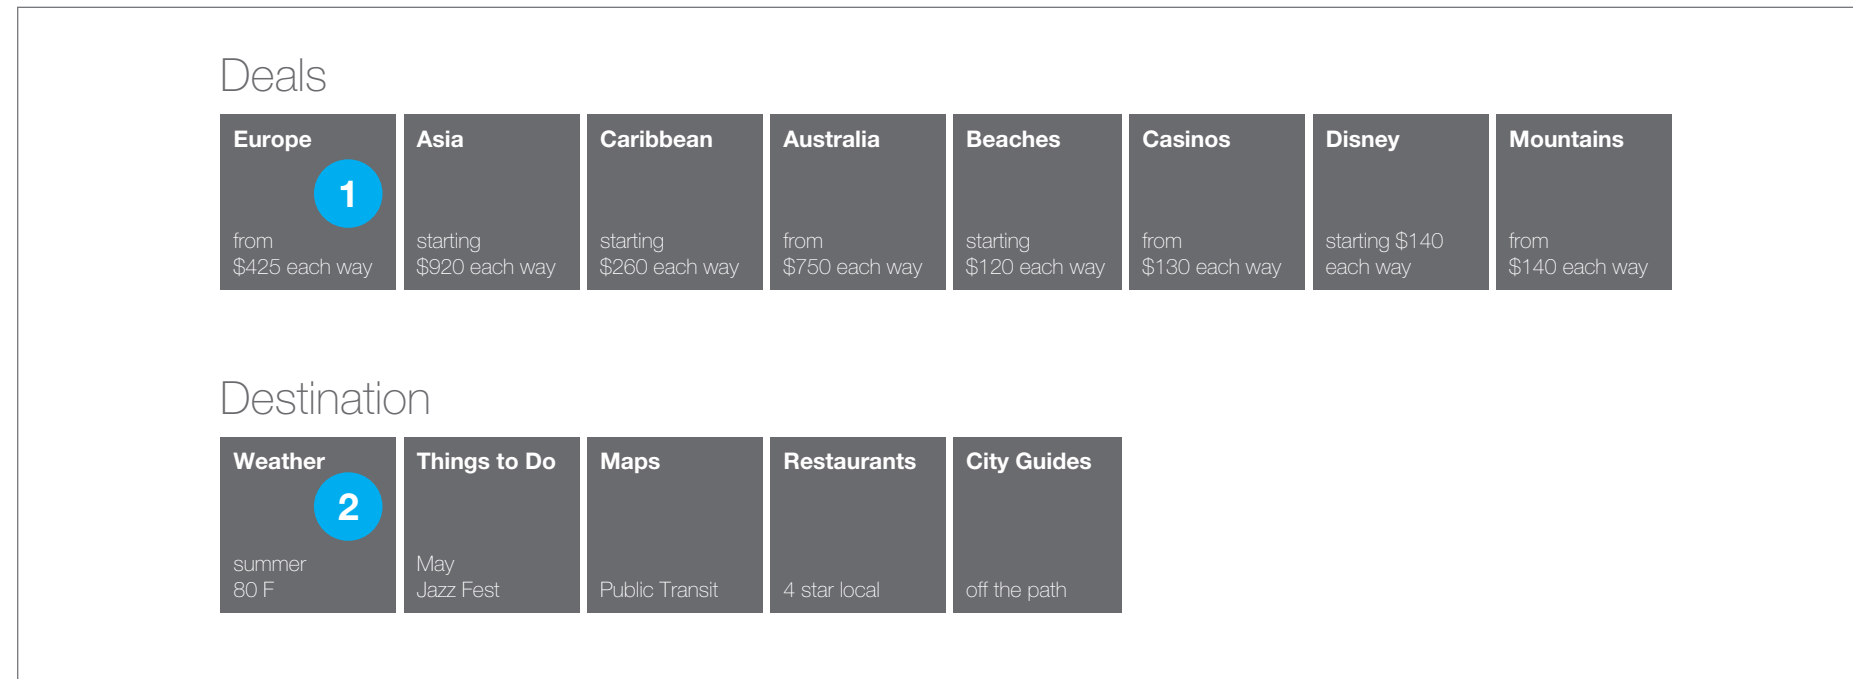 Deals
Europe
1
from
$425 each way
Asia
starting
$920 each way
Caribbean
starting
$260 each way
Australia
from
$750 each way
Beaches
starting
$120 each way
Casinos
from
$130 each way
Disney
starting $140
each way
Mountains
from
$140 each way
Destination
Weather
2
summer
80 F
Things to Do
May
Jazz Fest
Maps
Public Transit
Restaurants
4 star local
City Guides
off the path